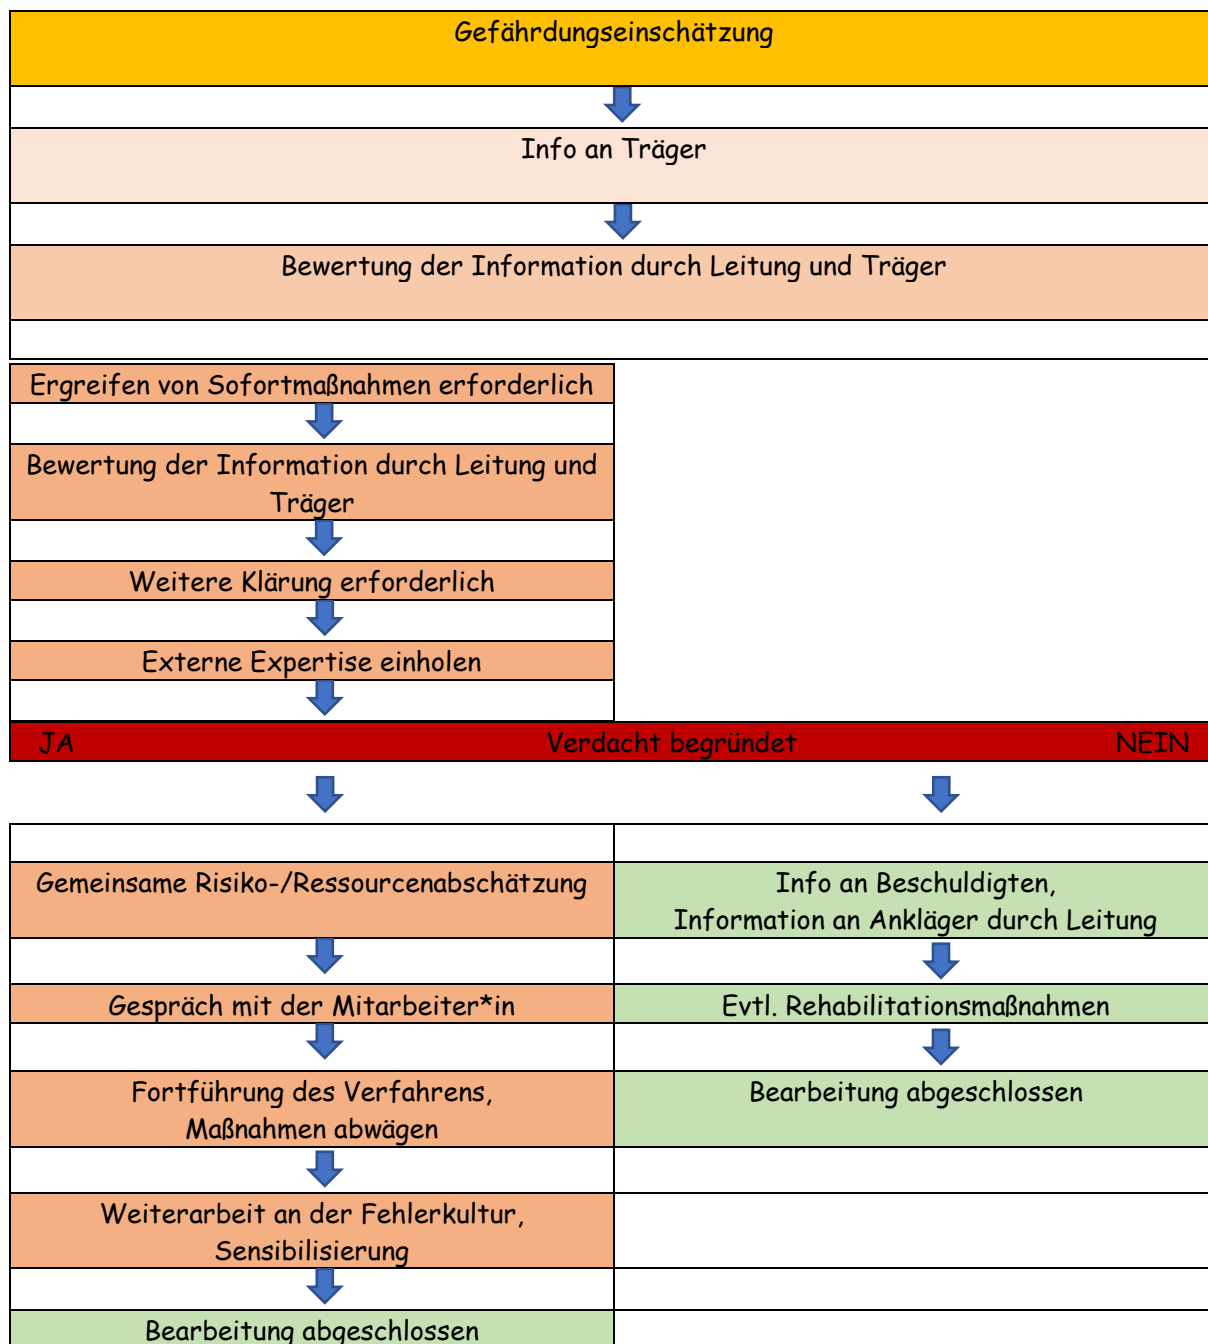 Gefährdungseinschätzung
Info an Träger
Bewertung der Information durch Leitung und Träger
Ergreifen von Sofortmaßnahmen erforderlich
Bewertung der Information durch Leitung und
Träger
Weitere Klärung erforderlich
Externe Expertise einholen
JA Verdacht begründet NEIN
Gemeinsame Risiko-/Ressourcenabschätzung
Info an Beschuldigten,
Information an Ankläger durch Leitung
Gespräch mit der Mitarbeiter*in
Evtl. Rehabilitationsmaßnahmen
Fortführung des Verfahrens,
Maßnahmen abwägen
Bearbeitung abgeschlossen
Weiterarbeit an der Fehlerkultur,
Sensibilisierung
Bearbeitung abgeschlossen